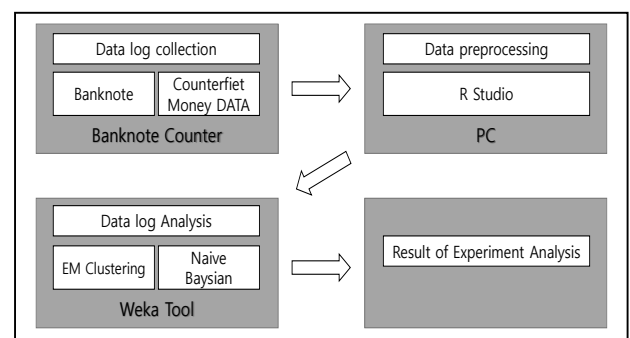 Data log collection
Banknote
Counterfiet
Money DATA
Banknote Counter
Data preprocessing
R Studio
PC
Data log Analysis
EM Clustering
Naive
Baysian
Weka Tool
Result of Experiment Analysis